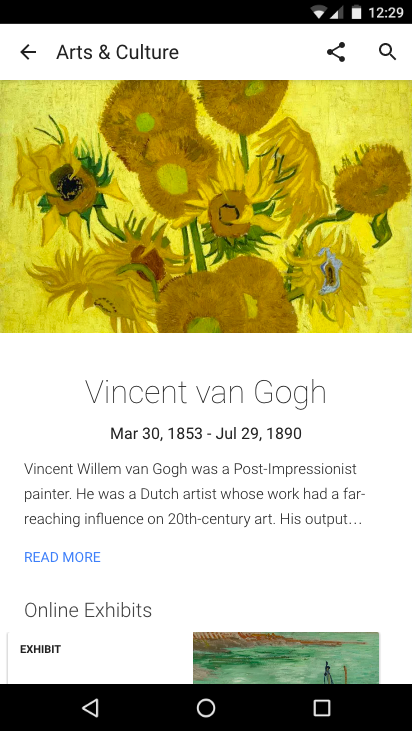 12:29
Arts & Culture
Vincent van Gogh
Mar 30, 1853 - Jul 29, 1890
Vincent Willem van Gogh was a Post-Impressionist
painter. He was a Dutch artist whose work had a far-
reaching influence on 20th-century art. His output…
READ MORE
Online Exhibits
EXHIBIT